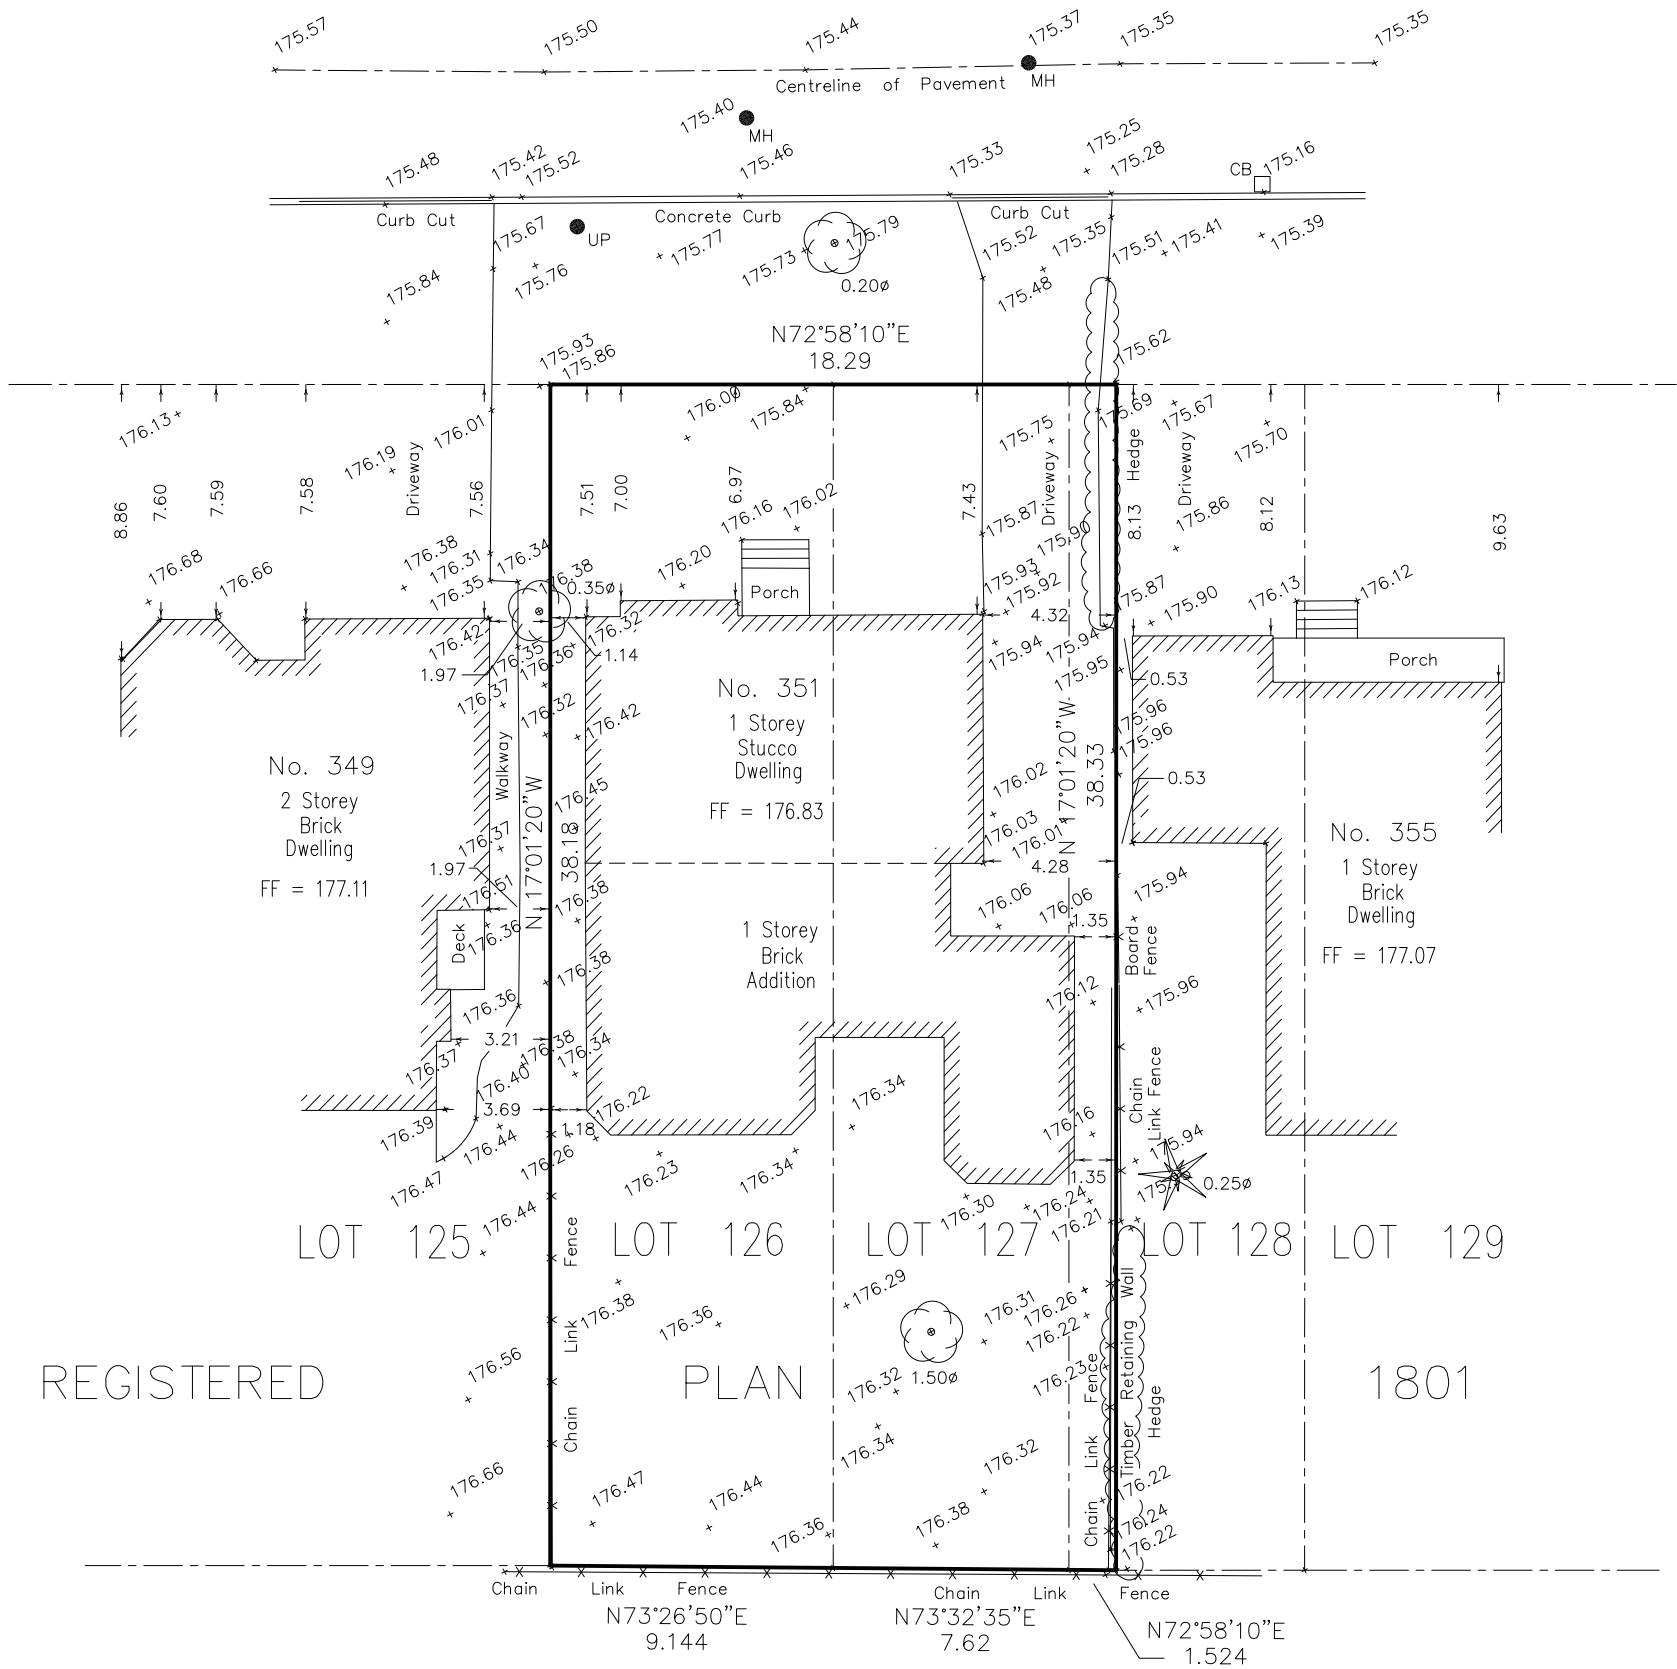 175.57
175.50
175.44
175.37
175.35
175.35
Centreline of Pavement
MH
175.40
MH
175.48
175.42
175.52
175.46
175.33
175.25
175.28
CB
175.16
Curb Cut
Concrete Curb
Curb Cut
175.67
UP
175.77
175.73
175.79
175.52
175.35
175.51
175.41
175.39
175.84
175.76
0.20ø
175.48
N72°58'10"E
18.29
175.93
175.86
175.62
176.13
176.19
176.01
Driveway
176.00
175.84
175.75
Driveway
175.69
Hedge
175.67
Driveway
175.70
8.86
7.60
7.59
7.58
7.56
7.51
7.00
6.97
7.43
8.13
8.12
9.63
176.16
176.02
175.87
175.90
175.86
176.68
176.66
176.38
176.31
176.35
176.34
176.38
0.35ø
176.20
Porch
175.93
175.92
175.87
175.90
176.13
176.12
4.32
176.42
176.35
176.36
176.32
1.14
175.94
175.94
175.95
Porch
1.97
176.37
176.32
176.42
0.53
175.96
175.96
0.53
No. 351
1 Storey
Stucco
Dwelling
FF = 176.83
No. 349
2 Storey
Brick
Dwelling
FF = 177.11
Walkway
N 17°01'20"W
38.18
176.45
176.02
N 17°01'20"W
38.33
176.03
176.01
4.28
No. 355
1 Storey
Brick
Dwelling
FF = 177.07
176.37
1.97
176.51
176.36
176.38
Deck
176.06
176.06
1.35
175.94
Board
Fence
1 Storey
Brick
Addition
176.38
176.36
176.12
175.96
3.21
176.38
176.34
176.37
176.40
Chain
Link Fence
176.34
3.69
176.22
1.18
176.39
176.44
176.26
176.47
176.23
176.34
176.16
175.94
1.35
0.25ø
176.30
176.24
176.21
176.44
LOT 125
LOT 126
LOT 127
LOT 128
LOT 129
Chain Link Fence
176.38
176.36
176.29
176.31
176.26
176.22
1.50ø
176.56
176.32
176.23
REGISTERED PLAN 1801
Chain Link Fence
Timber Retaining Wall
Hedge
176.66
176.47
176.44
176.34
176.32
176.36
176.38
176.22
176.24
176.22
Chain Link Fence
Chain Link Fence
N73°26'50"E
9.144
N73°32'35"E
7.62
N72°58'10"E
1.524